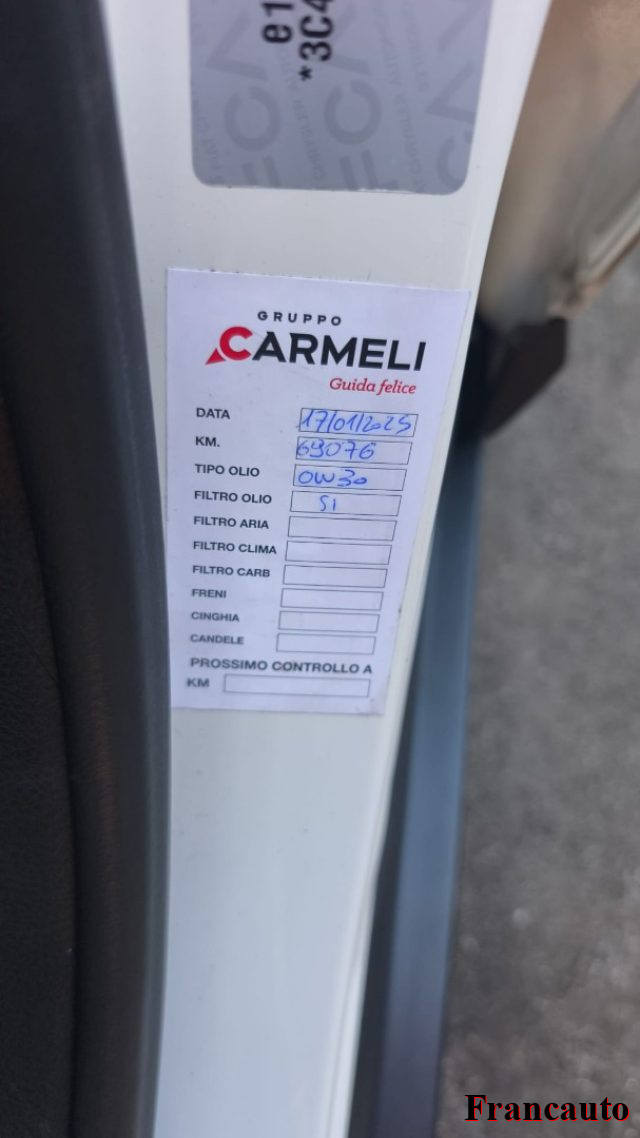 e1
*3C4
FCA
GRUPPO
CARMELI
Guida felice
DATA 17/01/2025
KM. 69076
TIPO OLIO 0W30
FILTRO OLIO Si
FILTRO ARIA
FILTRO CLIMA
FILTRO CARB
FRENI
CINGHIA
CANDELE
PROSSIMO CONTROLLO A
KM
Francauto